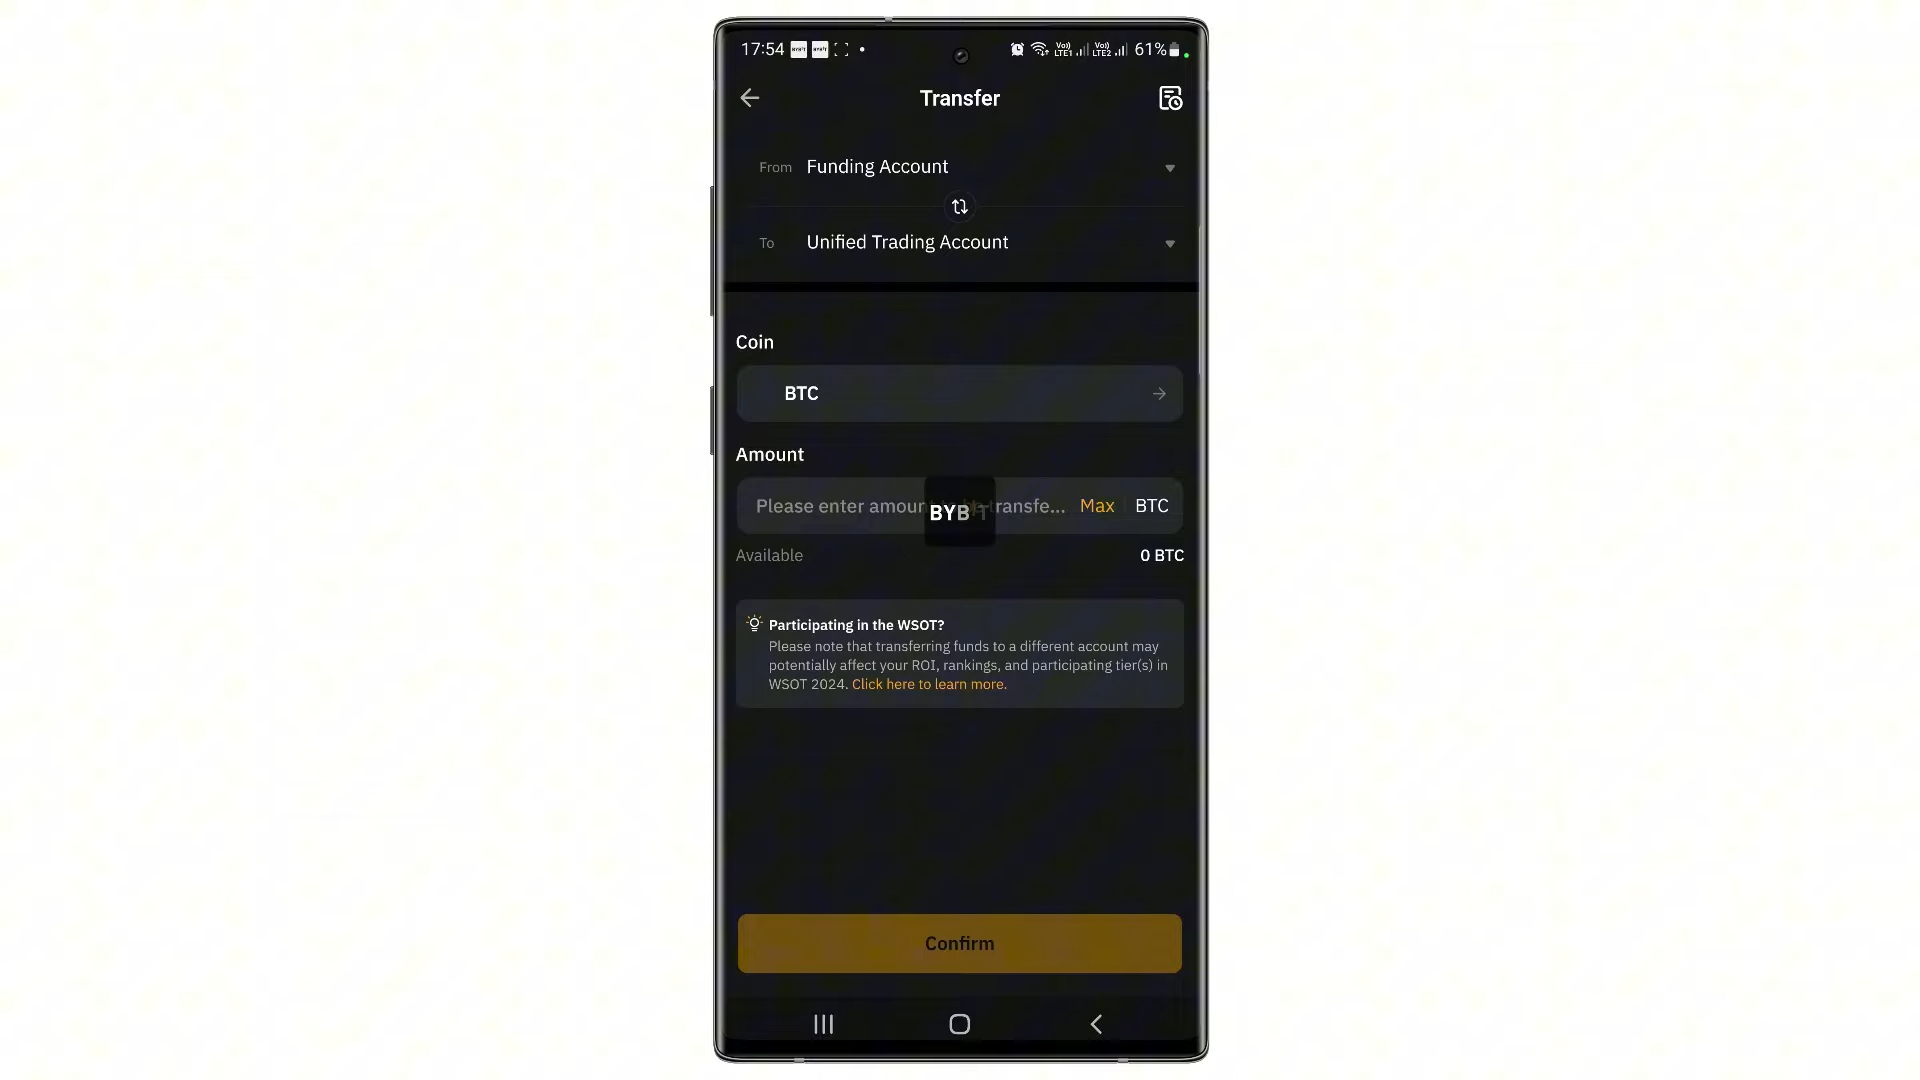 17:54 61%
Transfer
From Funding Account
To Unified Trading Account
Coin
BTC
Amount
Please enter amoun transfe... Max BTC
BYBIT
Available 0 BTC
Participating in the WSOT?
Please note that transferring funds to a different account may
potentially affect your ROI, rankings, and participating tier(s) in
WSOT 2024. Click here to learn more.
Confirm